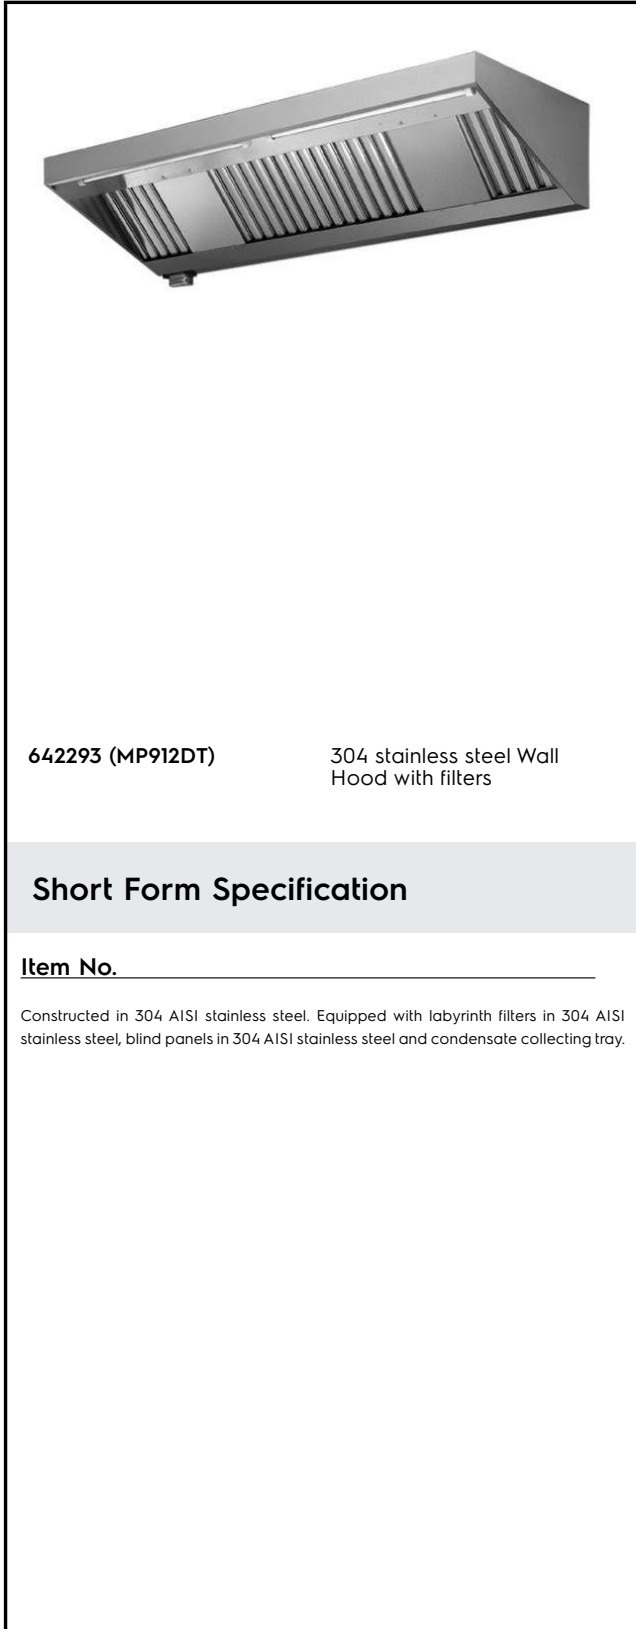 642293 (MP912DT)
304 stainless steel Wall
Hood with filters
Short Form Specification
Item No.
Constructed in 304 AISI stainless steel. Equipped with labyrinth filters in 304 AISI
stainless steel, blind panels in 304 AISI stainless steel and condensate collecting tray.